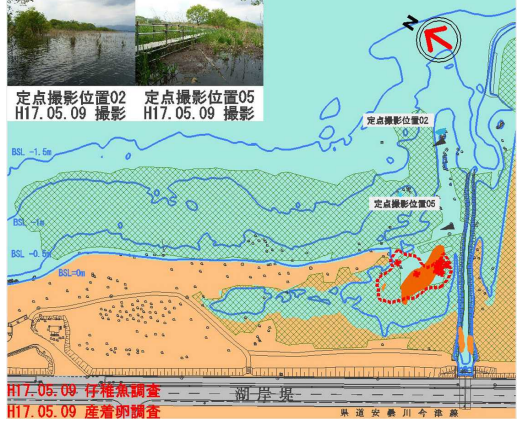 定点撮影位置02
H17.05.09 撮影
定点撮影位置05
H17.05.09 撮影
N
定点撮影位置02
BSL -1.5m
定点撮影位置05
BSL -1m
BSL -0.5m
BSL=0m
H17.05.09 仔稚魚調査
湖岸堤
H17.05.09 産着卵調査
県道安曇川今津線